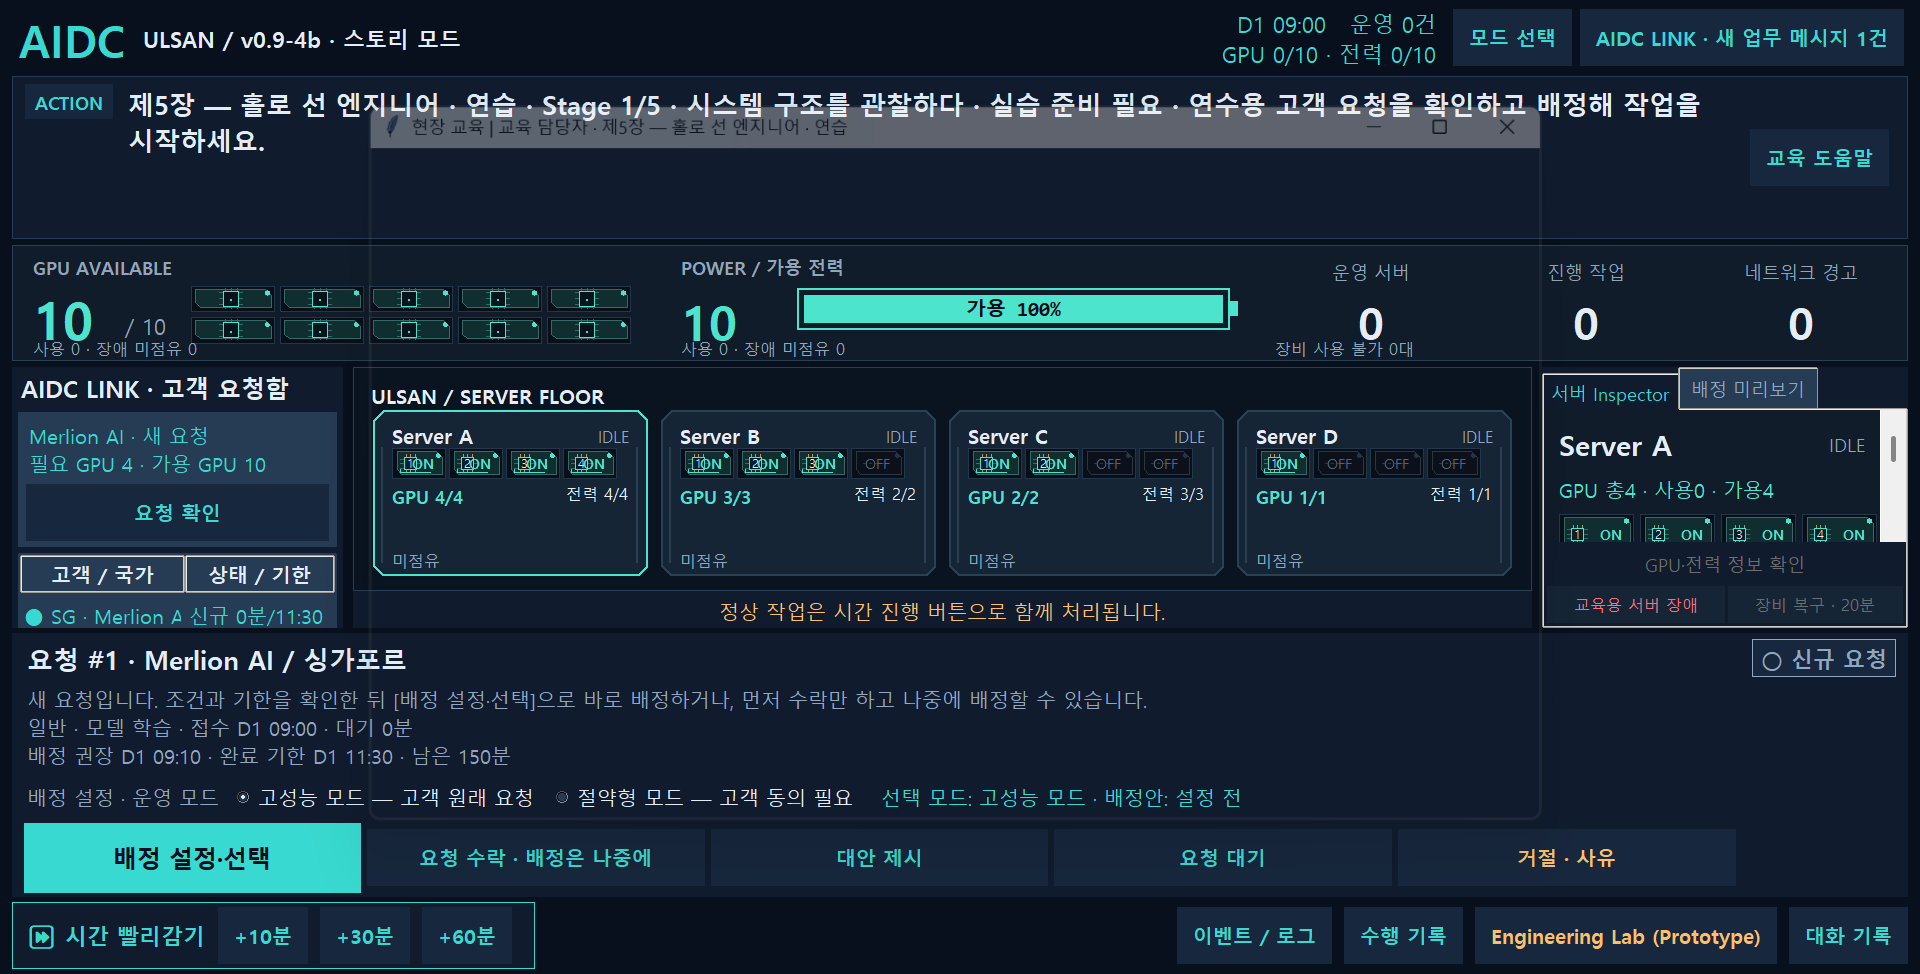 AIDC ULSAN / v0.9-4b · 스토리 모드
D1 09:00 운영 0건
GPU 0/10 · 전력 0/10
모드 선택
AIDC LINK · 새 업무 메시지 1건
ACTION
제5장 — 홀로 선 엔지니어 · 연습 · Stage 1/5 · 시스템 구조를 관찰하다 · 실습 준비 필요 · 연수용 고객 요청을 확인하고 배정해 작업을
시작하세요.
현장 교육 | 교육 담당자 · 제5장 — 홀로 선 엔지니어 · 연습
교육 도움말
GPU AVAILABLE
10 / 10
사용 0 · 장애 미점유 0
POWER / 가용 전력
10
가용 100%
사용 0 · 장애 미점유 0
운영 서버
0
장비 사용 불가 0대
진행 작업
0
네트워크 경고
0
AIDC LINK · 고객 요청함
Merlion AI · 새 요청
필요 GPU 4 · 가용 GPU 10
요청 확인
고객 / 국가 상태 / 기한
SG · Merlion A 신규 0분/11:30
ULSAN / SERVER FLOOR
Server A IDLE
1 ON 2 ON 3 ON 4 ON
GPU 4/4 전력 4/4
미점유
Server B IDLE
1 ON 2 ON 3 ON OFF
GPU 3/3 전력 2/2
미점유
Server C IDLE
1 ON 2 ON OFF OFF
GPU 2/2 전력 3/3
미점유
Server D IDLE
1 ON OFF OFF OFF
GPU 1/1 전력 1/1
미점유
정상 작업은 시간 진행 버튼으로 함께 처리됩니다.
서버 Inspector 배정 미리보기
Server A IDLE
GPU 총4 · 사용0 · 가용4
1 ON 2 ON 3 ON 4 ON
GPU·전력 정보 확인
교육용 서버 장애 장비 복구 · 20분
요청 #1 · Merlion AI / 싱가포르
○ 신규 요청
새 요청입니다. 조건과 기한을 확인한 뒤 [배정 설정·선택]으로 바로 배정하거나, 먼저 수락만 하고 나중에 배정할 수 있습니다.
일반 · 모델 학습 · 접수 D1 09:00 · 대기 0분
배정 권장 D1 09:10 · 완료 기한 D1 11:30 · 남은 150분
배정 설정 · 운영 모드 고성능 모드 — 고객 원래 요청 절약형 모드 — 고객 동의 필요 선택 모드: 고성능 모드 · 배정안: 설정 전
배정 설정·선택 요청 수락 · 배정은 나중에 대안 제시 요청 대기 거절 · 사유
시간 빨리감기 +10분 +30분 +60분
이벤트 / 로그 수행 기록 Engineering Lab (Prototype) 대화 기록